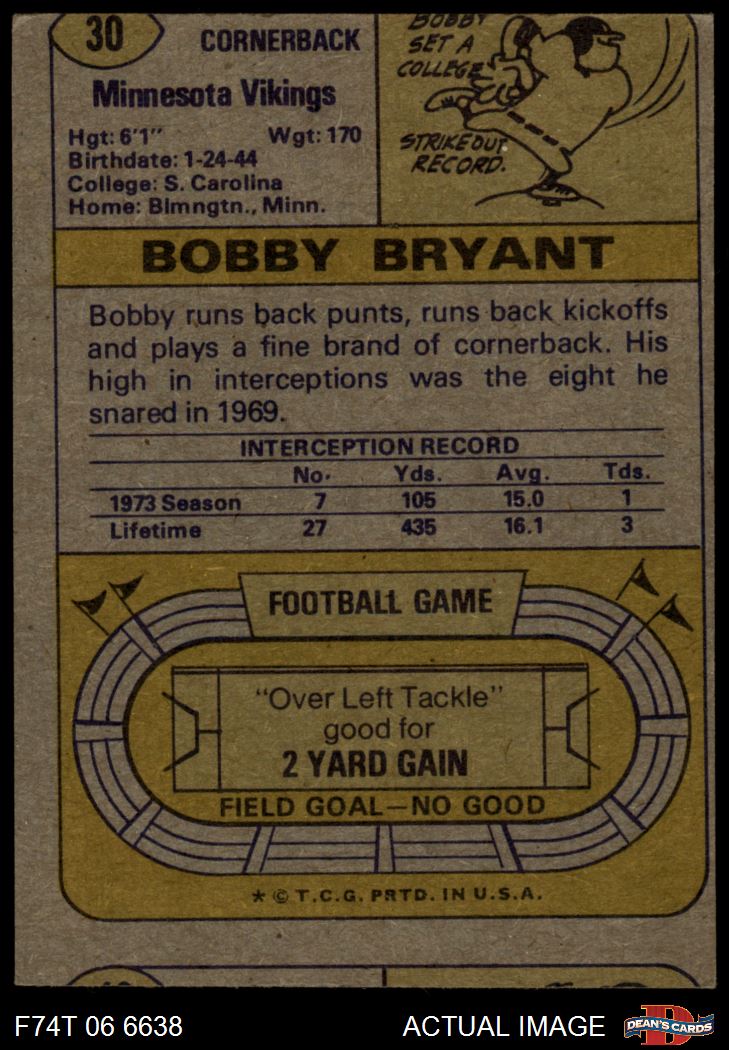 30
CORNERBACK
Minnesota Vikings
Hgt: 6'1" Wgt: 170
Birthdate: 1-24-44
College: S. Carolina
Home: Blmngtn., Minn.
BOBBY
SET A
COLLEGE
STRIKEOUT
RECORD.
BOBBY BRYANT
Bobby runs back punts, runs back kickoffs
and plays a fine brand of cornerback. His
high in interceptions was the eight he
snared in 1969.
INTERCEPTION RECORD
No. Yds. Avg. Tds.
1973 Season 7 105 15.0 1
Lifetime 27 435 16.1 3
FOOTBALL GAME
"Over Left Tackle"
good for
2 YARD GAIN
FIELD GOAL—NO GOOD
* © T.C.G. PRTD. IN U.S.A.
F74T 06 6638
ACTUAL IMAGE
D
DEAN'S CARDS